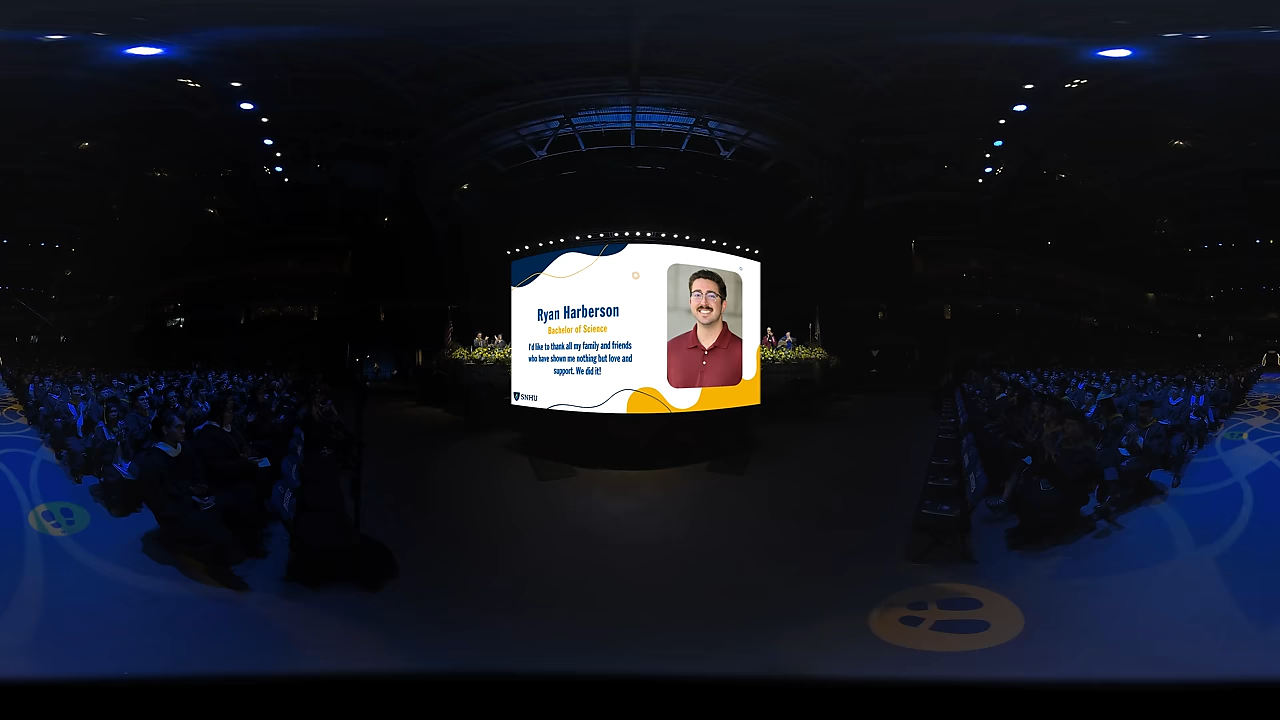 Ryan Harberson
Bachelor of Science
I'd like to thank all my family and friends
who have shown me nothing but love and
support. We did it!
SNHU